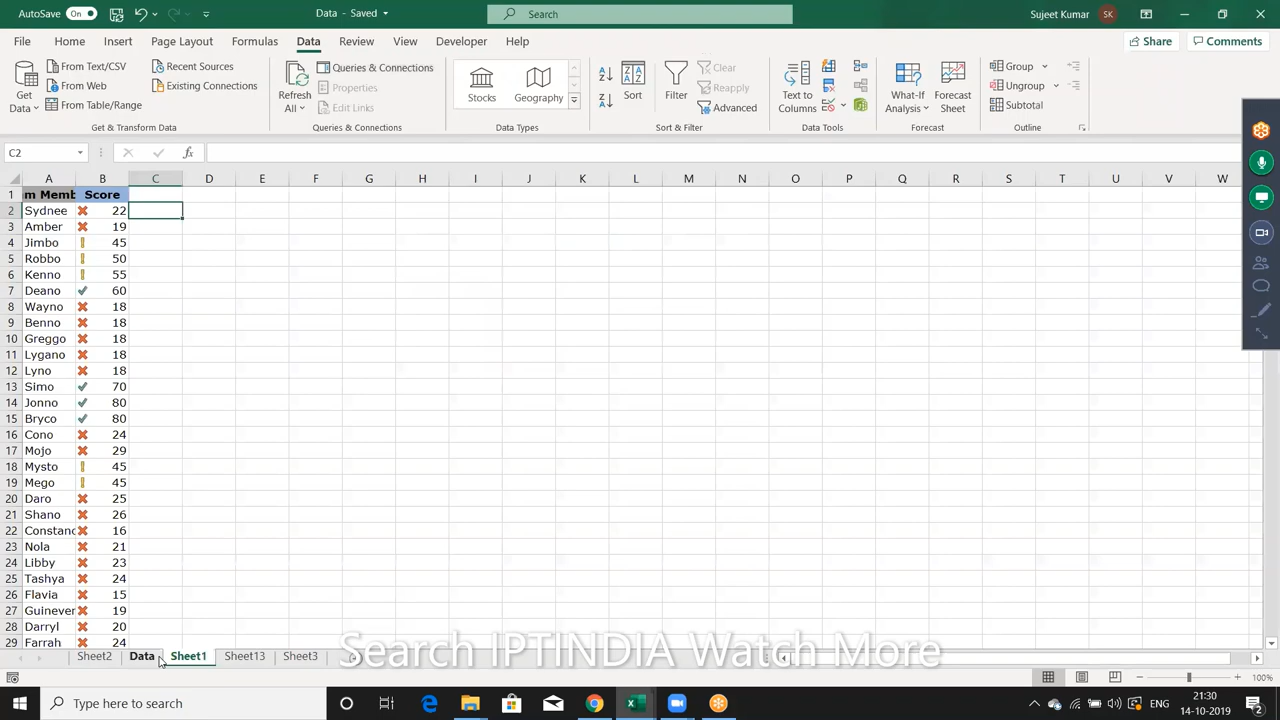 AutoSave On Data - Saved Search Sujeet Kumar SK
File Home Insert Page Layout Formulas Data Review View Developer Help Share Comments
Get Data From Text/CSV Recent Sources Refresh All Queries & Connections Stocks Geography Sort Filter Clear Text to Columns What-If Analysis Forecast Sheet Group
From Web Existing Connections Properties Reapply Ungroup
From Table/Range Edit Links Advanced Subtotal
Get & Transform Data Queries & Connections Data Types Sort & Filter Data Tools Forecast Outline
C2 fx
A B C D E F G H I J K L M N O P Q R S T U V W
1 m Memb Score
2 Sydnee 22
3 Amber 19
4 Jimbo 45
5 Robbo 50
6 Kenno 55
7 Deano 60
8 Wayno 18
9 Benno 18
10 Greggo 18
11 Lygano 18
12 Lyno 18
13 Simo 70
14 Jonno 80
15 Bryco 80
16 Cono 24
17 Mojo 29
18 Mysto 45
19 Mego 45
20 Daro 25
21 Shano 26
22 Constanc 16
23 Nola 21
24 Libby 23
25 Tashya 24
26 Flavia 15
27 Guinever 19
28 Darryl 20
29 Farrah 24
Search IPTINDIA Watch More
Sheet2 Data Sheet1 Sheet13 Sheet3
100%
Type here to search ENG 21:30
14-10-2019 2